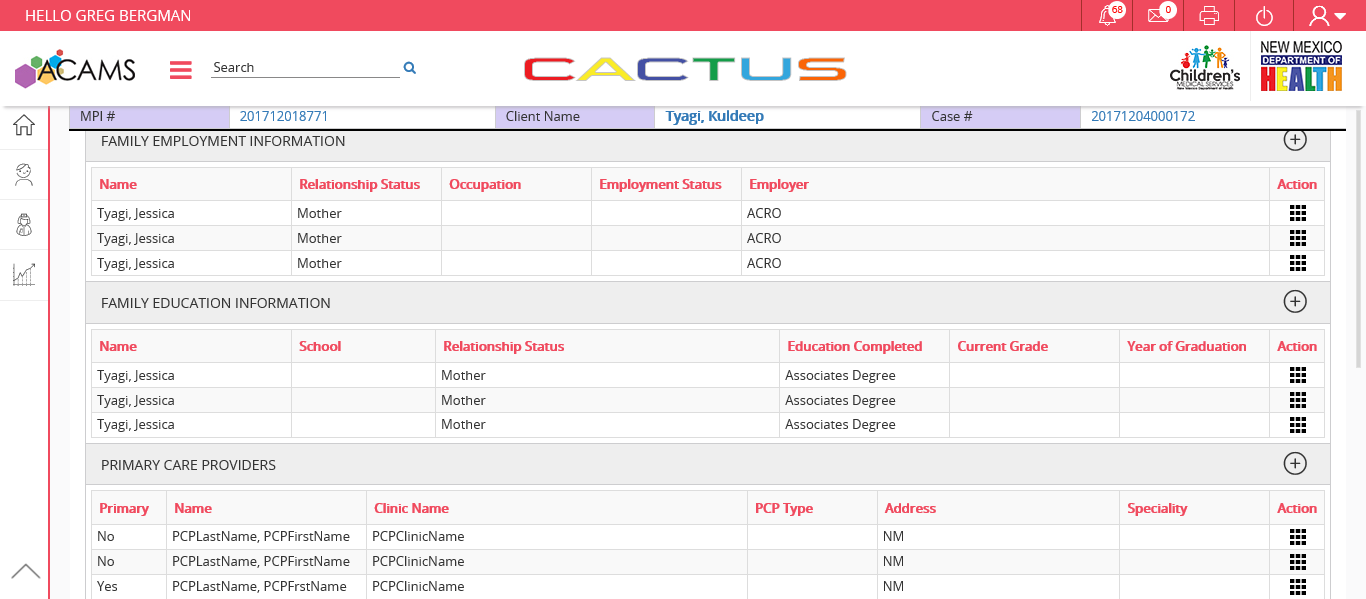 HELLO GREG BERGMAN 68 0
ACAMS Search CACTUS Children's MEDICAL SERVICES New Mexico Department of Health NEW MEXICO DEPARTMENT OF HEALTH
MPI # 201712018771 Client Name Tyagi, Kuldeep Case # 20171204000172
FAMILY EMPLOYMENT INFORMATION
Name Relationship Status Occupation Employment Status Employer Action
Tyagi, Jessica Mother ACRO
Tyagi, Jessica Mother ACRO
Tyagi, Jessica Mother ACRO
FAMILY EDUCATION INFORMATION
Name School Relationship Status Education Completed Current Grade Year of Graduation Action
Tyagi, Jessica Mother Associates Degree
Tyagi, Jessica Mother Associates Degree
Tyagi, Jessica Mother Associates Degree
PRIMARY CARE PROVIDERS
Primary Name Clinic Name PCP Type Address Speciality Action
No PCPLastName, PCPFirstName PCPClinicName NM
No PCPLastName, PCPFirstName PCPClinicName NM
Yes PCPLastName, PCPFrstName PCPClinicName NM